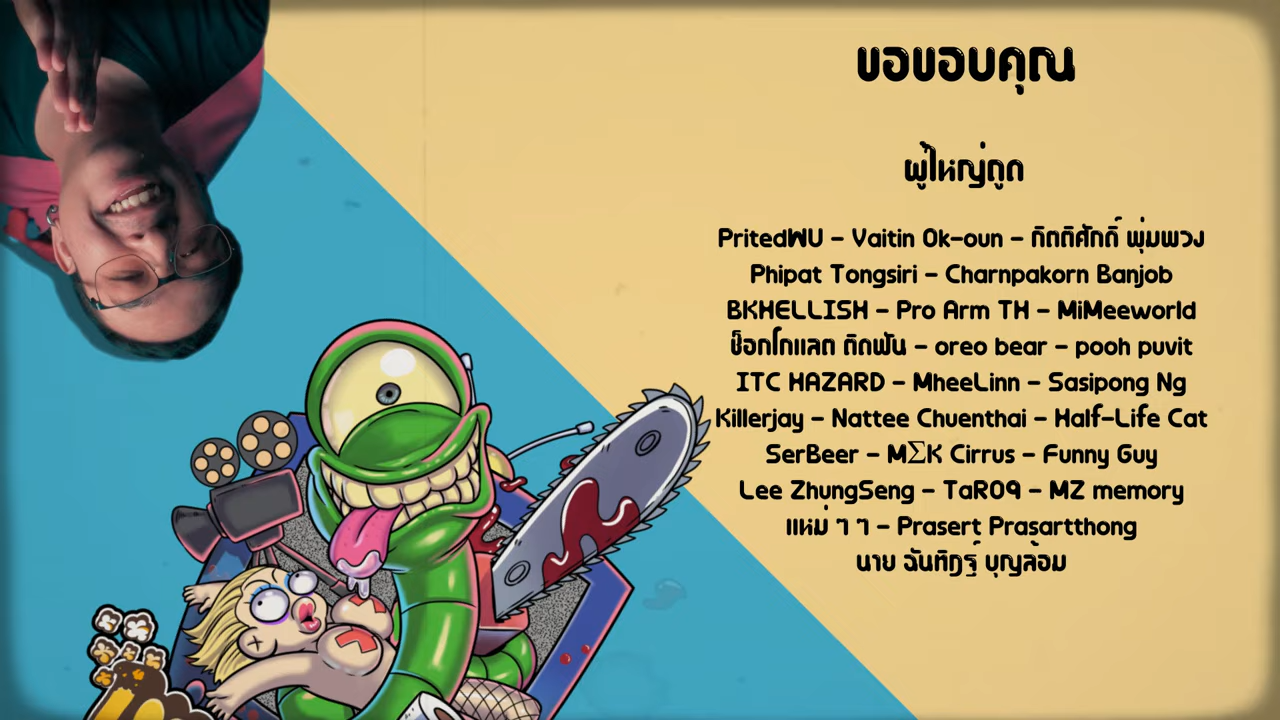 ขอขอบคุณ
ผู้ใหญ่ถูด
PritedWU - Vaitin Ok-oun - กิตติศักดิ์ พุ่มพวง
Phipat Tongsiri - Charnpakorn Banjob
BKHELLISH - Pro Arm TH - MiMeeworld
ช็อกโกแลต ติดฟัน - oreo bear - pooh puvit
ITC HAZARD - MheeLinn - Sasipong Ng
Killerjay - Nattee Chuenthai - Half-Life Cat
SerBeer - MΣK Cirrus - Funny Guy
Lee ZhungSeng - TaRO9 - MZ memory
แหม่ ๆ ๆ - Prasert Prasartthong
นาย ฉันทิฏฐ์ บุญล้อม